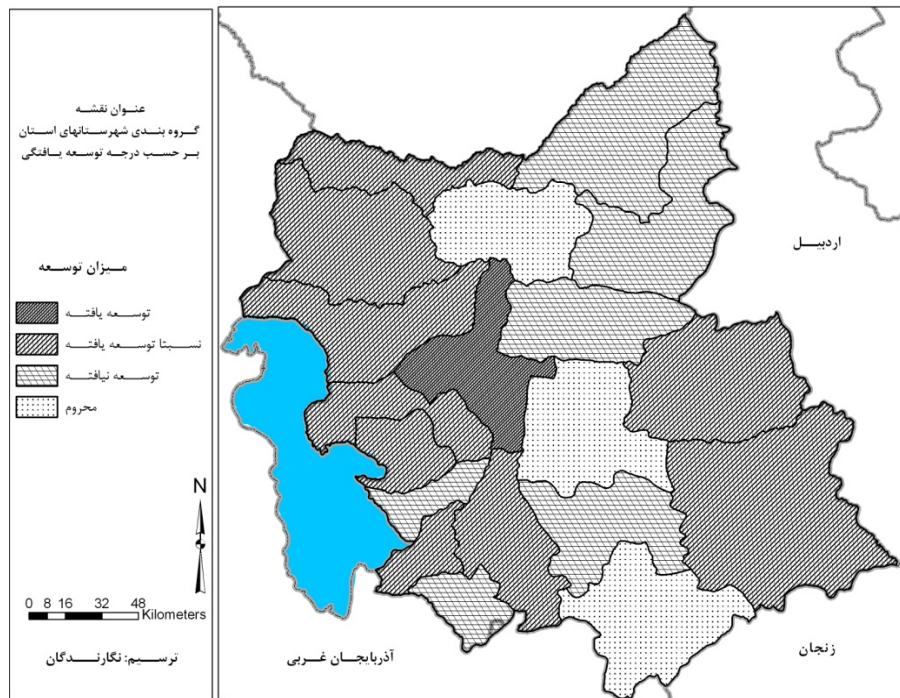 عنوان نقشه
گروه بندی شهرستانهای استان
بر حسب درجه توسعه یافتگی
میزان توسعه
توسعه یافته
نسبتا توسعه یافته
توسعه نیافته
محروم
N
0 8 16 32 48
Kilometers
ترسیم: نگارندگان
اردبیل
زنجان
آذربایجان غربی